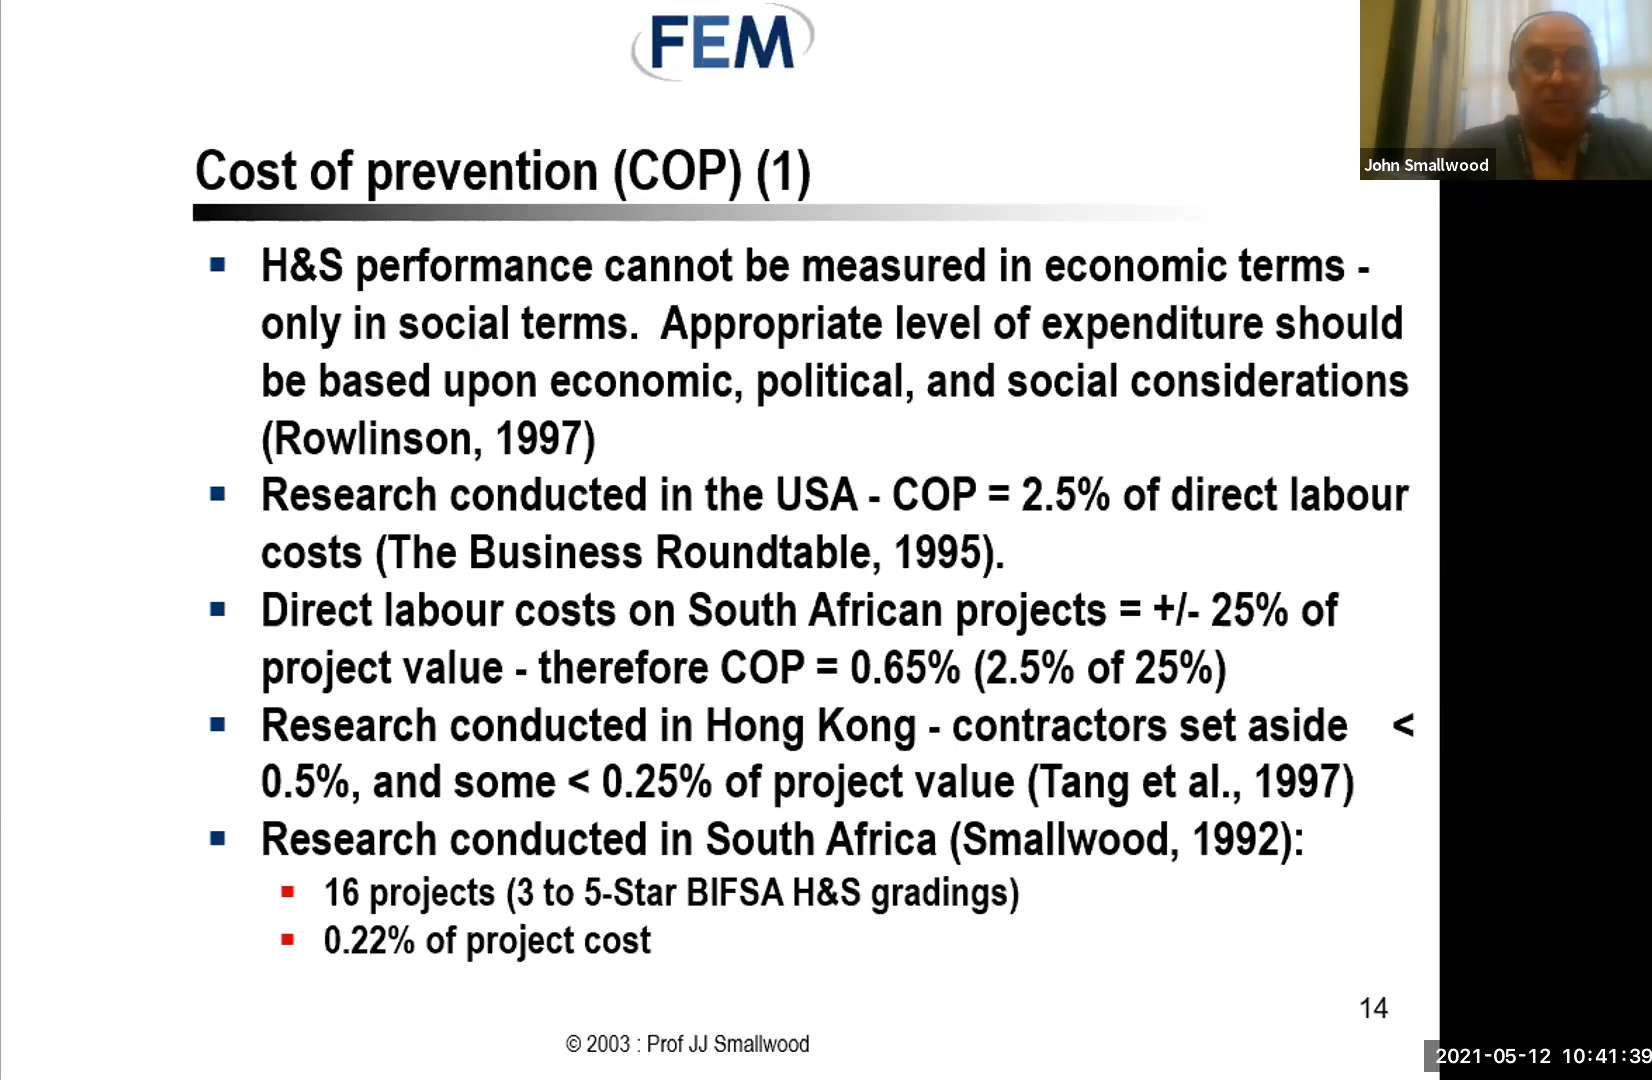 FEM
John Smallwood
Cost of prevention (COP) (1)
H&S performance cannot be measured in economic terms -
only in social terms.  Appropriate level of expenditure should
be based upon economic, political, and social considerations
(Rowlinson, 1997)
Research conducted in the USA - COP = 2.5% of direct labour
costs (The Business Roundtable, 1995).
Direct labour costs on South African projects = +/- 25% of
project value - therefore COP = 0.65% (2.5% of 25%)
Research conducted in Hong Kong - contractors set aside    <
0.5%, and some < 0.25% of project value (Tang et al., 1997)
Research conducted in South Africa (Smallwood, 1992):
16 projects (3 to 5-Star BIFSA H&S gradings)
0.22% of project cost
14
© 2003 : Prof JJ Smallwood
2021-05-12 10:41:39